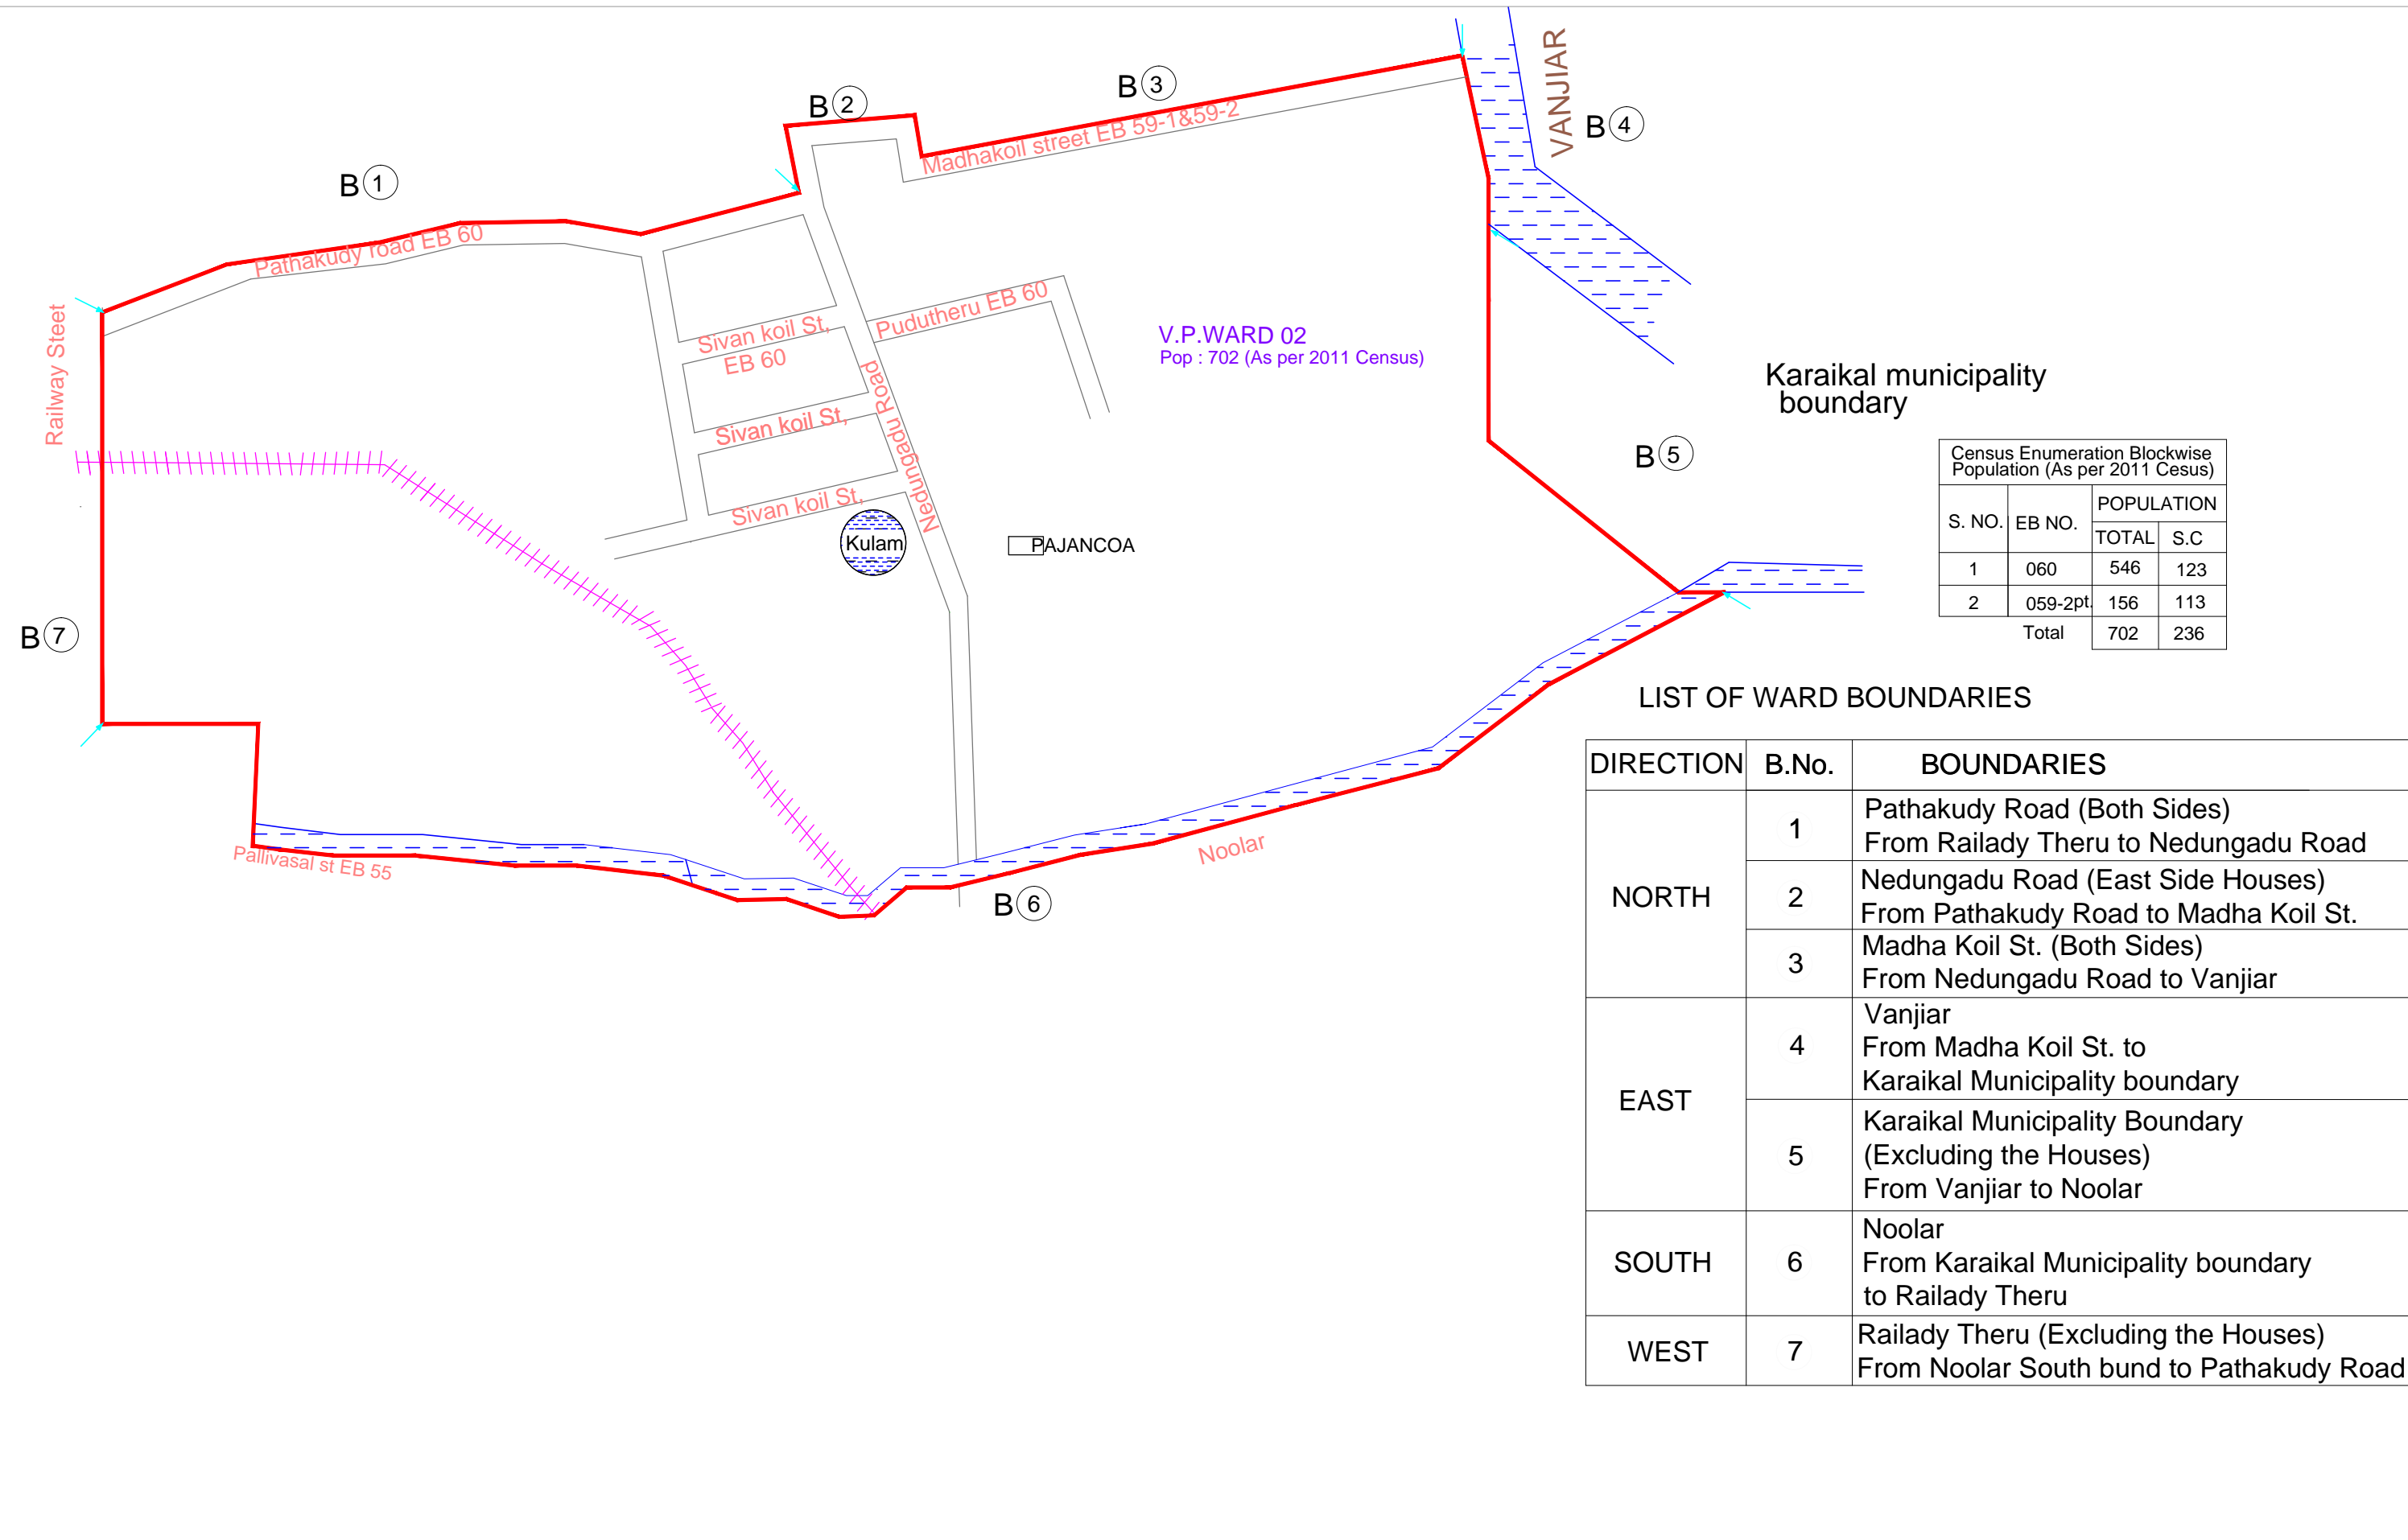 VANJIAR
B 3
B 2
B 4
Madhakoil street EB 59-1&59-2
B 1
Pathakudy road EB 60
Railway Steet
Pudutheru EB 60
Sivan koil St,
EB 60
V.P.WARD 02
Pop : 702 (As per 2011 Census)
Nedungadu Road
Sivan koil St,
Sivan koil St,
Kulam
PAJANCOA
Karaikal municipality
boundary
B 5
Census Enumeration Blockwise
Population (As per 2011 Cesus)
S. NO. EB NO. POPULATION
TOTAL S.C
1 060 546 123
2 059-2pt. 156 113
Total 702 236
B 7
Pallivasal st EB 55
Noolar
B 6
LIST OF WARD BOUNDARIES
DIRECTION B.No. BOUNDARIES
NORTH
1 Pathakudy Road (Both Sides)
From Railady Theru to Nedungadu Road
2 Nedungadu Road (East Side Houses)
From Pathakudy Road to Madha Koil St.
3 Madha Koil St. (Both Sides)
From Nedungadu Road to Vanjiar
EAST
4 Vanjiar
From Madha Koil St. to
Karaikal Municipality boundary
5 Karaikal Municipality Boundary
(Excluding the Houses)
From Vanjiar to Noolar
SOUTH
6 Noolar
From Karaikal Municipality boundary
to Railady Theru
WEST
7 Railady Theru (Excluding the Houses)
From Noolar South bund to Pathakudy Road